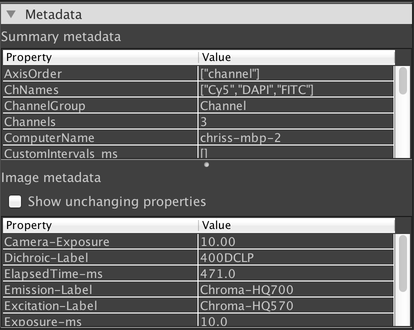 Metadata
Summary metadata
Property Value
AxisOrder ["channel"]
ChNames ["Cy5","DAPI","FITC"]
ChannelGroup Channel
Channels 3
ComputerName chriss-mbp-2
CustomIntervals_ms []
Image metadata
Show unchanging properties
Property Value
Camera-Exposure 10.00
Dichroic-Label 400DCLP
ElapsedTime-ms 471.0
Emission-Label Chroma-HQ700
Excitation-Label Chroma-HQ570
Exposure-ms 10.0